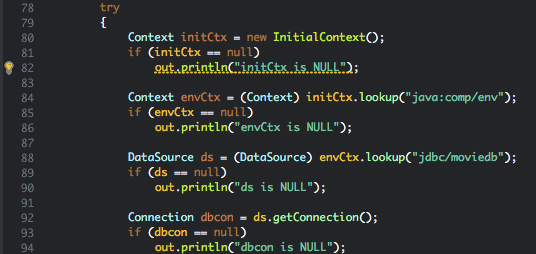 78 try
79 {
80 Context initCtx = new InitialContext();
81 if (initCtx == null)
82 out.println("initCtx is NULL");
83
84 Context envCtx = (Context) initCtx.lookup("java:comp/env");
85 if (envCtx == null)
86 out.println("envCtx is NULL");
87
88 DataSource ds = (DataSource) envCtx.lookup("jdbc/moviedb");
89 if (ds == null)
90 out.println("ds is NULL");
91
92 Connection dbcon = ds.getConnection();
93 if (dbcon == null)
94 out.println("dbcon is NULL");